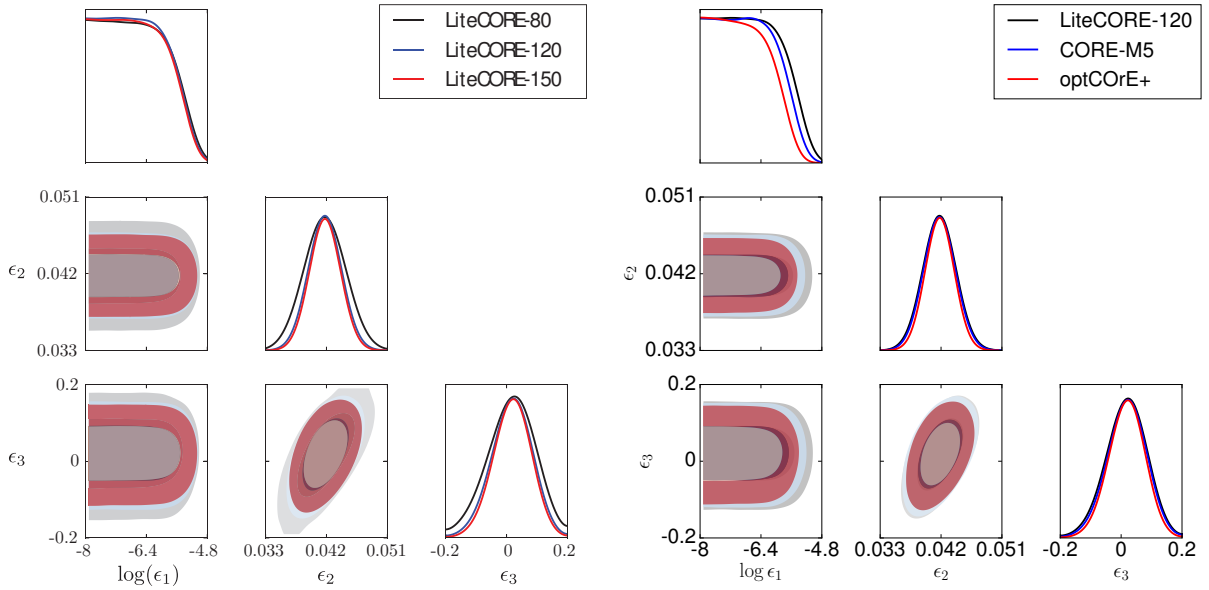 LiteCORE-80
LiteCORE-120
LiteCORE-150
LiteCORE-120
CORE-M5
optCOrE+
0.051
ϵ2
0.042
0.033
0.051
ϵ2
0.042
0.033
0.2
ϵ3
0
-0.2
-8 -6.4 -4.8
log(ϵ1)
0.033 0.042 0.051
ϵ2
-0.2 0 0.2
ϵ3
0.2
ϵ3
0
-0.2
-8 -6.4 -4.8
log ϵ1
0.033 0.042 0.051
ϵ2
-0.2 0 0.2
ϵ3